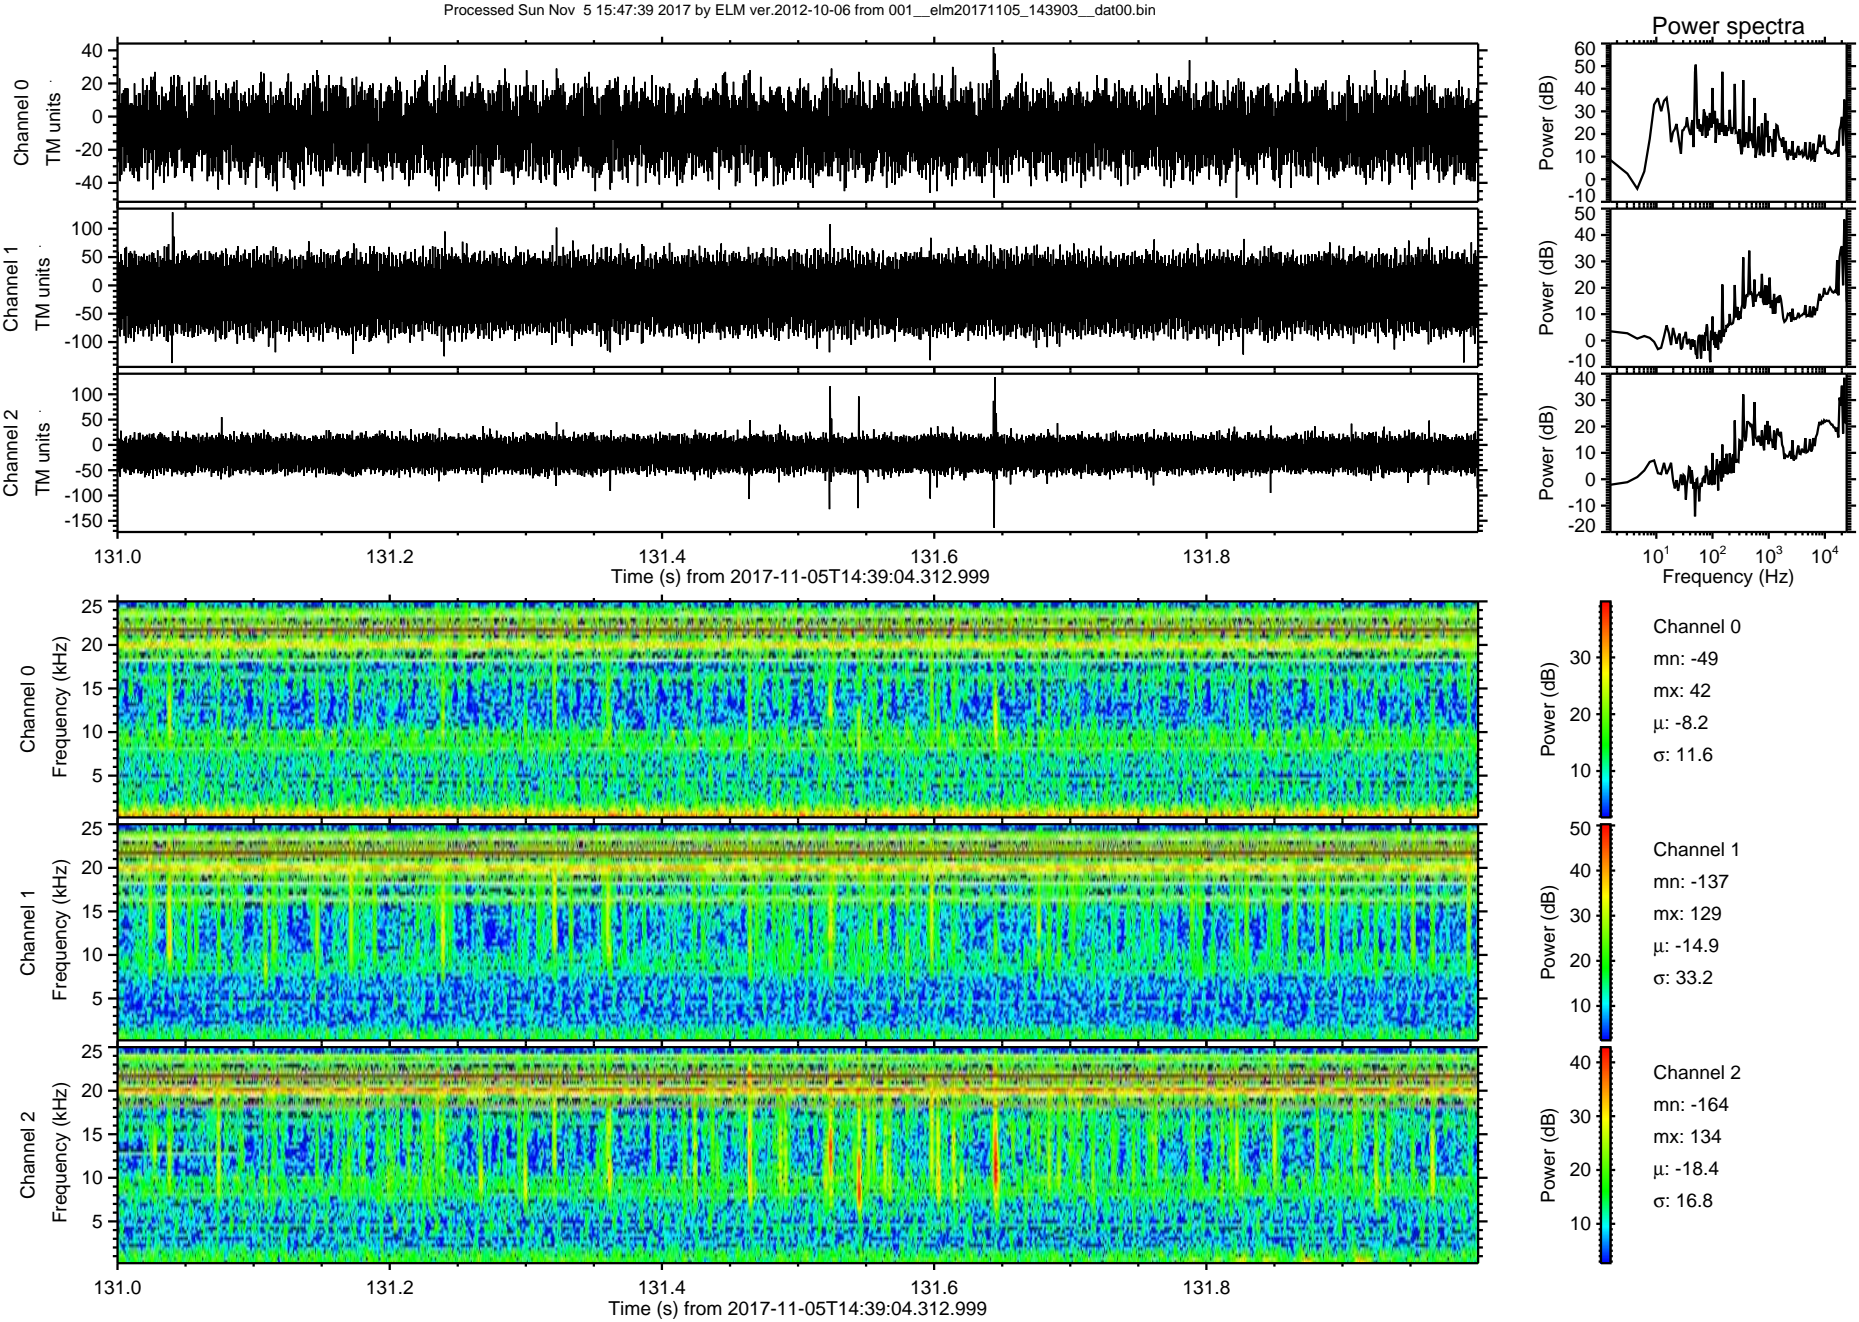 Processed Sun Nov  5 15:47:39 2017 by ELM ver.2012-10-06 from 001__elm20171105_143903__dat00.bin
Power spectra
Channel 0
TM units
40
20
0
-20
-40
Power (dB)
60
50
40
30
20
10
0
-10
Channel 1
TM units
100
50
0
-50
-100
Power (dB)
50
40
30
20
10
0
-10
Channel 2
TM units
100
50
0
-50
-100
-150
Power (dB)
40
30
20
10
0
-10
-20
131.0 131.2 131.4 131.6 131.8
Time (s) from 2017-11-05T14:39:04.312.999
10^1 10^2 10^3 10^4
Frequency (Hz)
Channel 0
Frequency (kHz)
25
20
15
10
5
Power (dB)
30
20
10
Channel 0
mn: -49
mx: 42
μ: -8.2
σ: 11.6
Channel 1
Frequency (kHz)
25
20
15
10
5
Power (dB)
50
40
30
20
10
Channel 1
mn: -137
mx: 129
μ: -14.9
σ: 33.2
Channel 2
Frequency (kHz)
25
20
15
10
5
Power (dB)
40
30
20
10
Channel 2
mn: -164
mx: 134
μ: -18.4
σ: 16.8
131.0 131.2 131.4 131.6 131.8
Time (s) from 2017-11-05T14:39:04.312.999